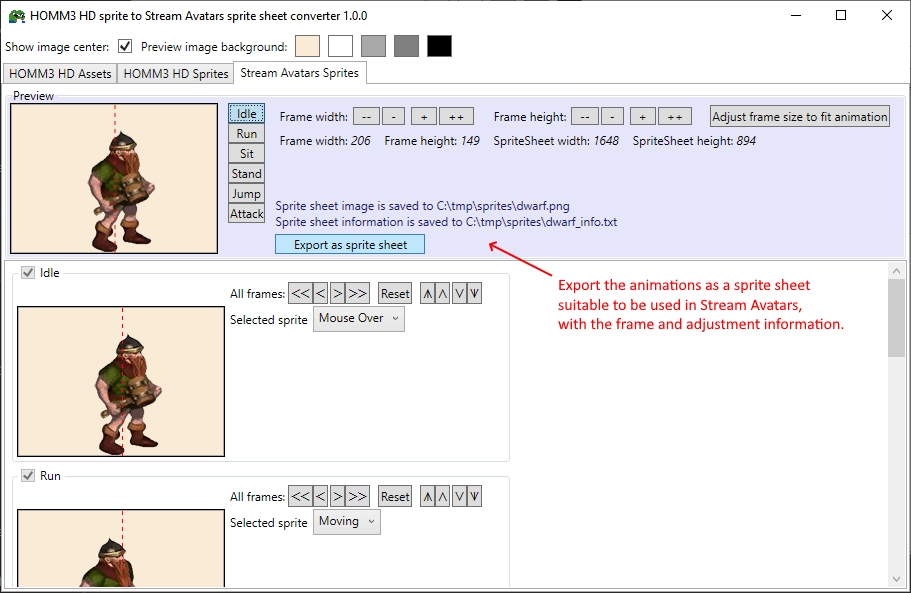 HOMM3 HD sprite to Stream Avatars sprite sheet converter 1.0.0
Show image center: Preview image background:
HOMM3 HD Assets HOMM3 HD Sprites Stream Avatars Sprites
Preview
Idle
Run
Sit
Stand
Jump
Attack
Frame width: -- - + ++ Frame height: -- - + ++ Adjust frame size to fit animation
Frame width: 206 Frame height: 149 SpriteSheet width: 1648 SpriteSheet height: 894
Sprite sheet image is saved to C:\tmp\sprites\dwarf.png
Sprite sheet information is saved to C:\tmp\sprites\dwarf_info.txt
Export as sprite sheet
Export the animations as a sprite sheet
suitable to be used in Stream Avatars,
with the frame and adjustment information.
Idle
All frames: << < > >> Reset ⩓ ⋀ ⋁ ⩔
Selected sprite Mouse Over
Run
All frames: << < > >> Reset ⩓ ⋀ ⋁ ⩔
Selected sprite Moving